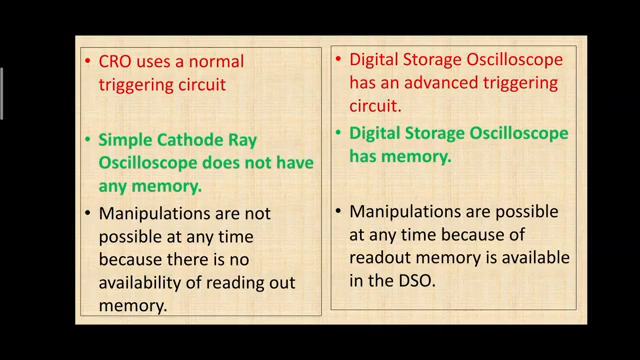 • CRO uses a normal
triggering circuit
• Simple Cathode Ray
Oscilloscope does not have
any memory.
• Manipulations are not
possible at any time
because there is no
availability of reading out
memory.
• Digital Storage Oscilloscope
has an advanced triggering
circuit.
• Digital Storage Oscilloscope
has memory.
• Manipulations are possible
at any time because of
readout memory is available
in the DSO.